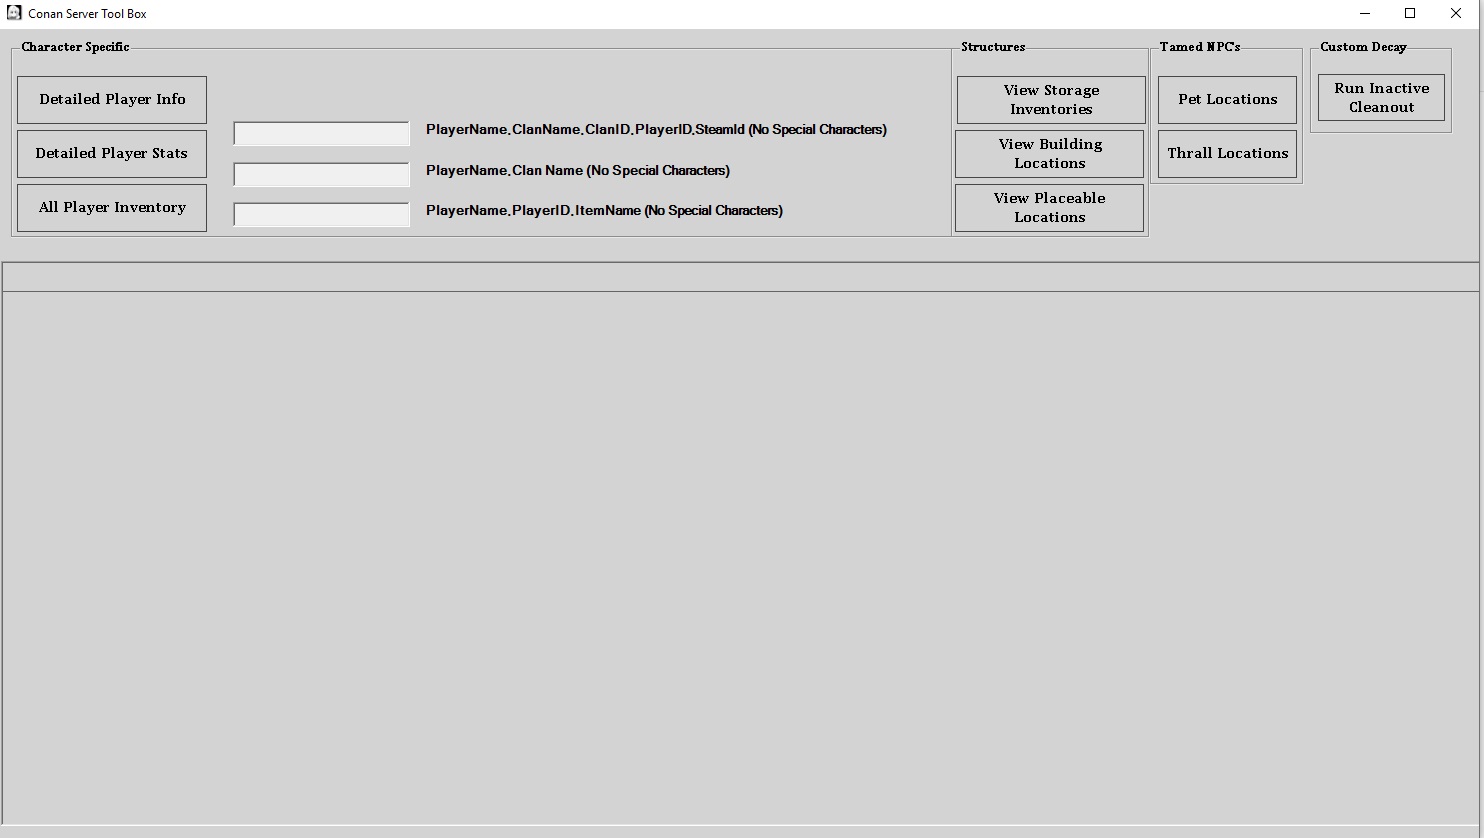 Conan Server Tool Box
Character Specific
Detailed Player Info
Detailed Player Stats
All Player Inventory
PlayerName,ClanName,ClanID,PlayerID,SteamId (No Special Characters)
PlayerName,Clan Name (No Special Characters)
PlayerName,PlayerID,ItemName (No Special Characters)
Structures
View Storage
Inventories
View Building
Locations
View Placeable
Locations
Tamed NPC's
Pet Locations
Thrall Locations
Custom Decay
Run Inactive
Cleanout